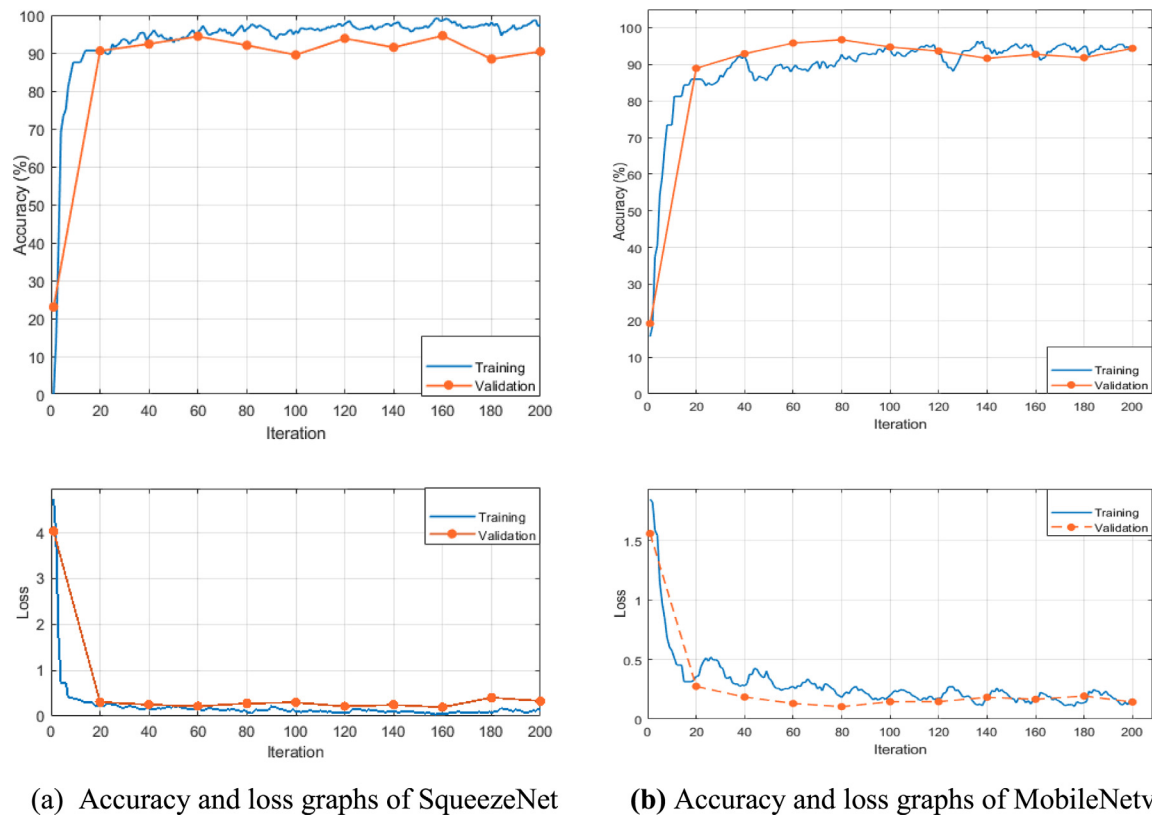 100
90
80
70
60
50
40
30
20
10
0
Accuracy (%)
Training
Validation
0 20 40 60 80 100 120 140 160 180 200
Iteration
100
90
80
70
60
50
40
30
20
10
0
Accuracy (%)
Training
Validation
0 20 40 60 80 100 120 140 160 180 200
Iteration
4
3
2
1
0
Loss
Training
Validation
0 20 40 60 80 100 120 140 160 180 200
Iteration
1.5
1
0.5
0
Loss
Training
Validation
0 20 40 60 80 100 120 140 160 180 200
Iteration
(a) Accuracy and loss graphs of SqueezeNet
(b) Accuracy and loss graphs of MobileNetv